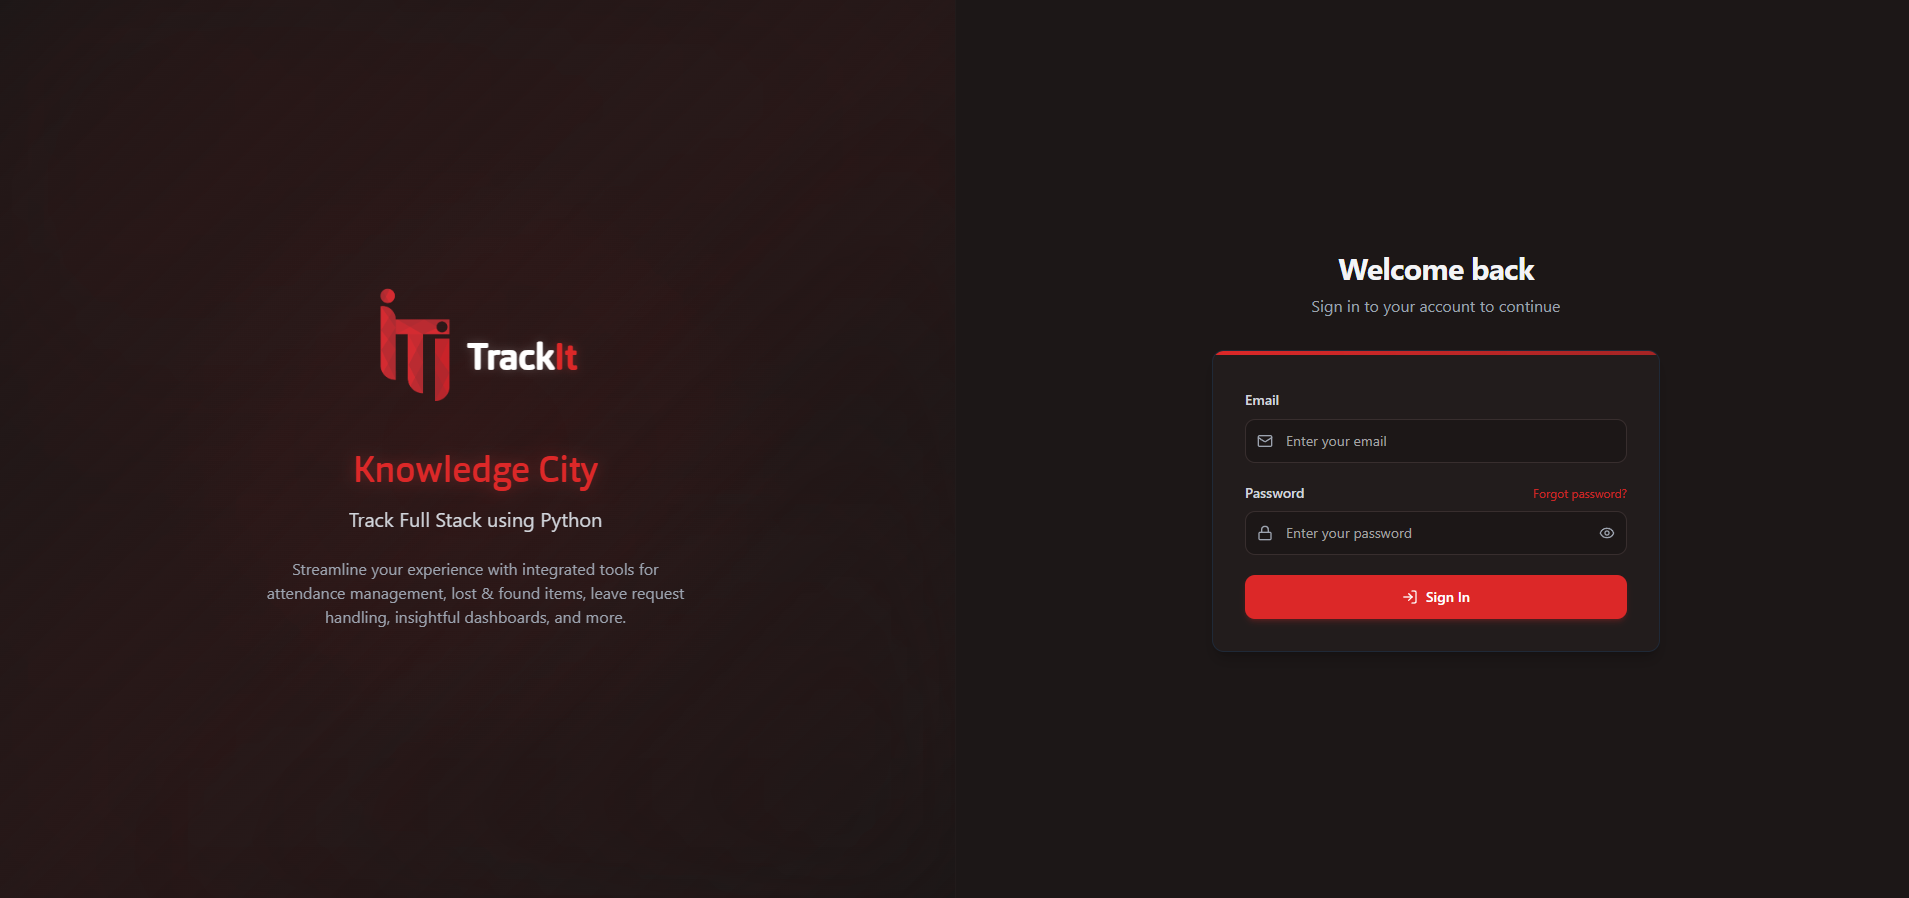 iTi
TrackIt
Knowledge City
Track Full Stack using Python
Streamline your experience with integrated tools for
attendance management, lost & found items, leave request
handling, insightful dashboards, and more.
Welcome back
Sign in to your account to continue
Email
Enter your email
Password
Forgot password?
Enter your password
Sign In